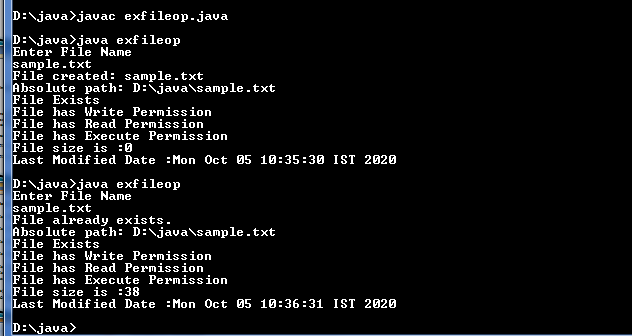 D:\java>javac exfileop.java
D:\java>java exfileop
Enter File Name
sample.txt
File created: sample.txt
Absolute path: D:\java\sample.txt
File Exists
File has Write Permission
File has Read Permission
File has Execute Permission
File size is :0
Last Modified Date :Mon Oct 05 10:35:30 IST 2020
D:\java>java exfileop
Enter File Name
sample.txt
File already exists.
Absolute path: D:\java\sample.txt
File Exists
File has Write Permission
File has Read Permission
File has Execute Permission
File size is :38
Last Modified Date :Mon Oct 05 10:36:31 IST 2020
D:\java>